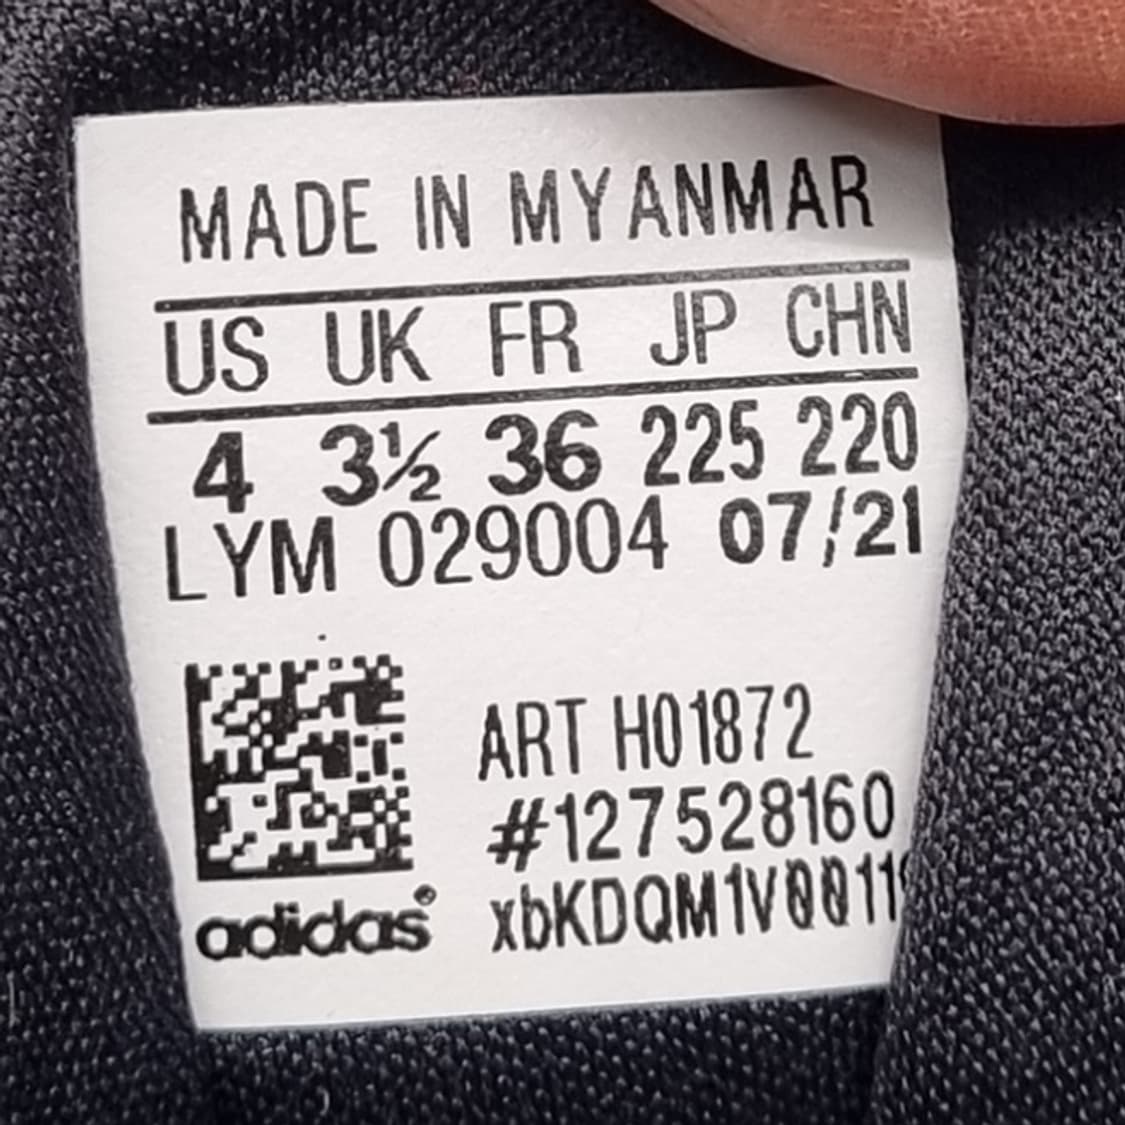 MADE IN MYANMAR
US UK FR JP CHN
4 3½ 36 225 220
LYM 029004 07/21
ART H01872
#127528160
adidas®